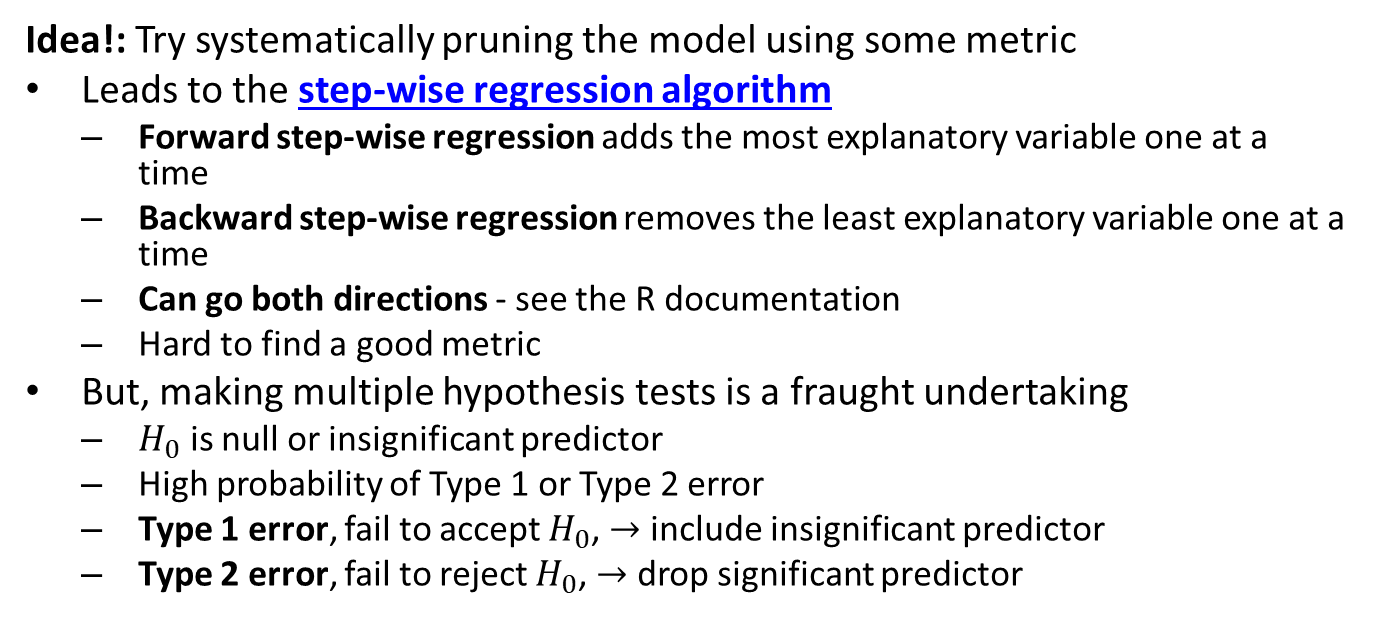 Idea!: Try systematically pruning the model using some metric
• Leads to the step-wise regression algorithm
– Forward step-wise regression adds the most explanatory variable one at a
time
– Backward step-wise regression removes the least explanatory variable one at a
time
– Can go both directions - see the R documentation
– Hard to find a good metric
• But, making multiple hypothesis tests is a fraught undertaking
– H₀ is null or insignificant predictor
– High probability of Type 1 or Type 2 error
– Type 1 error, fail to accept H₀, → include insignificant predictor
– Type 2 error, fail to reject H₀, → drop significant predictor